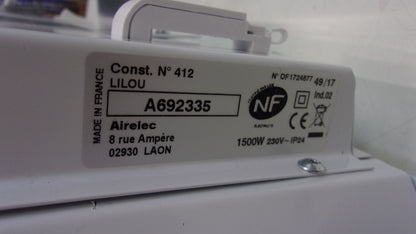 Const. N° 412
LILOU
A692335
Airelec
8 rue Ampère
02930 LAON
MADE IN FRANCE
NF
N° OF1724877 49/17
Ind.02
CE
1500W 230V~ IP24